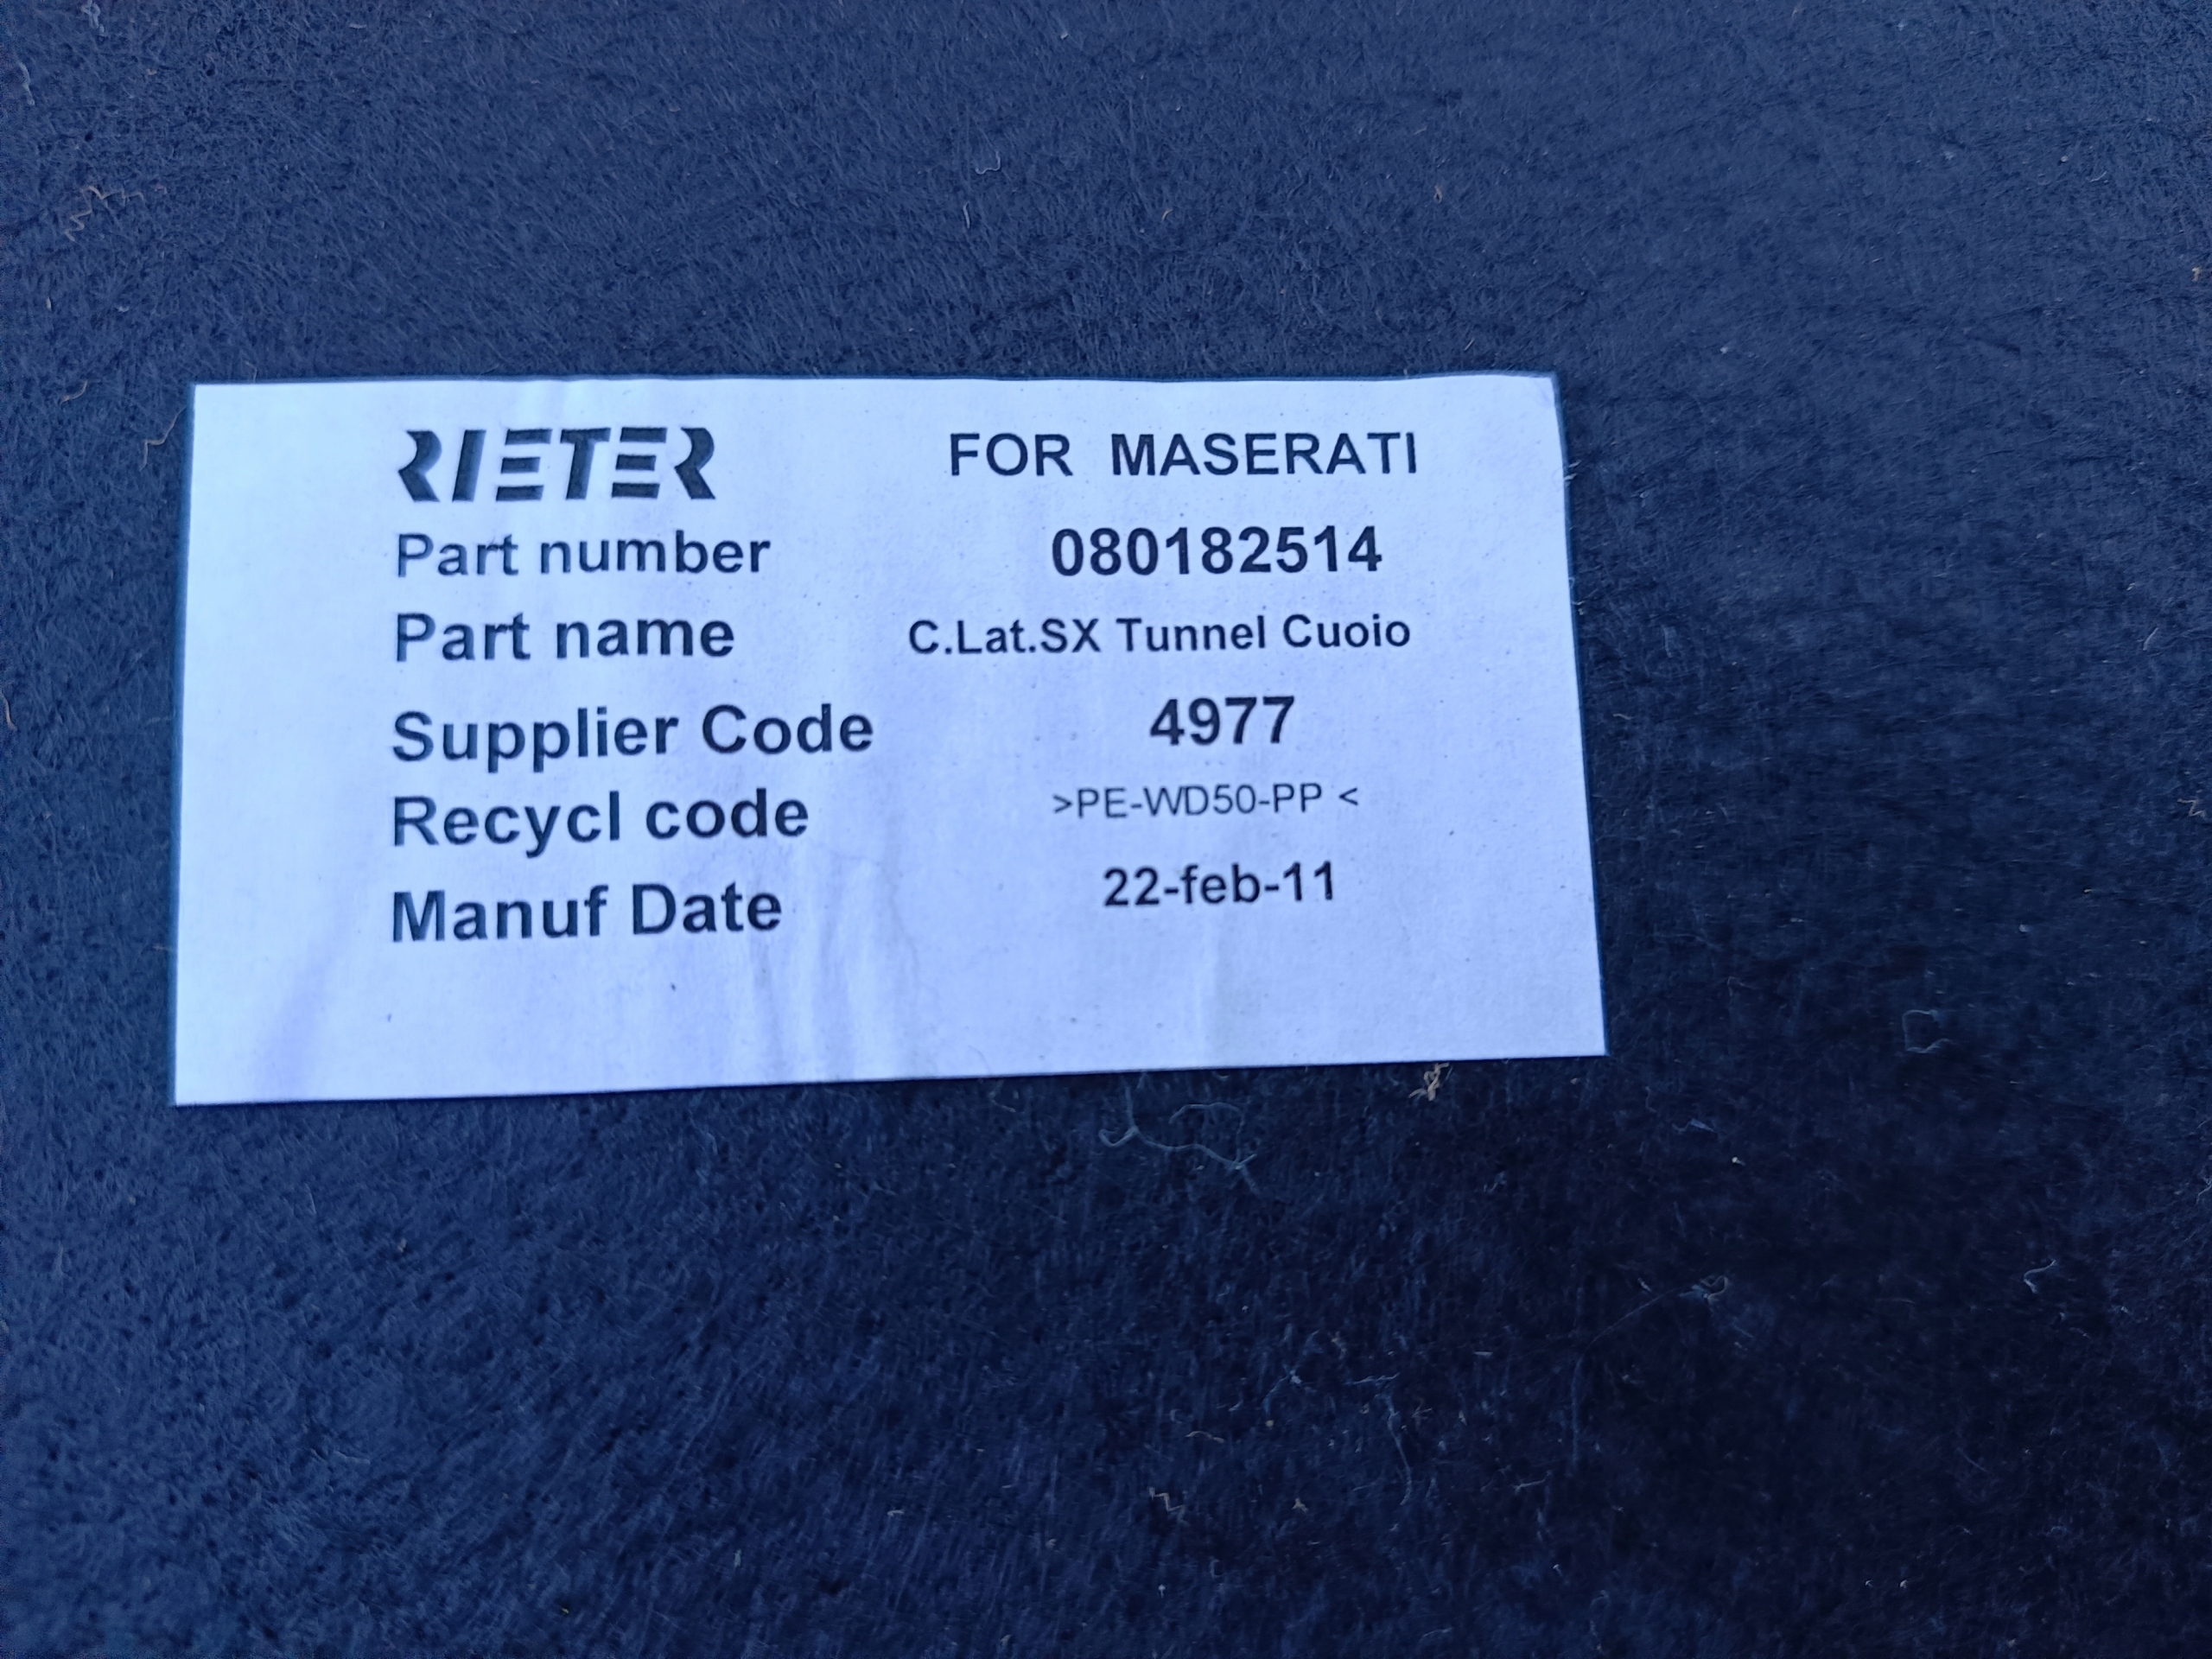 RIETER FOR MASERATI
Part number 080182514
Part name C.Lat.SX Tunnel Cuoio
Supplier Code 4977
Recycl code >PE-WD50-PP <
Manuf Date 22-feb-11